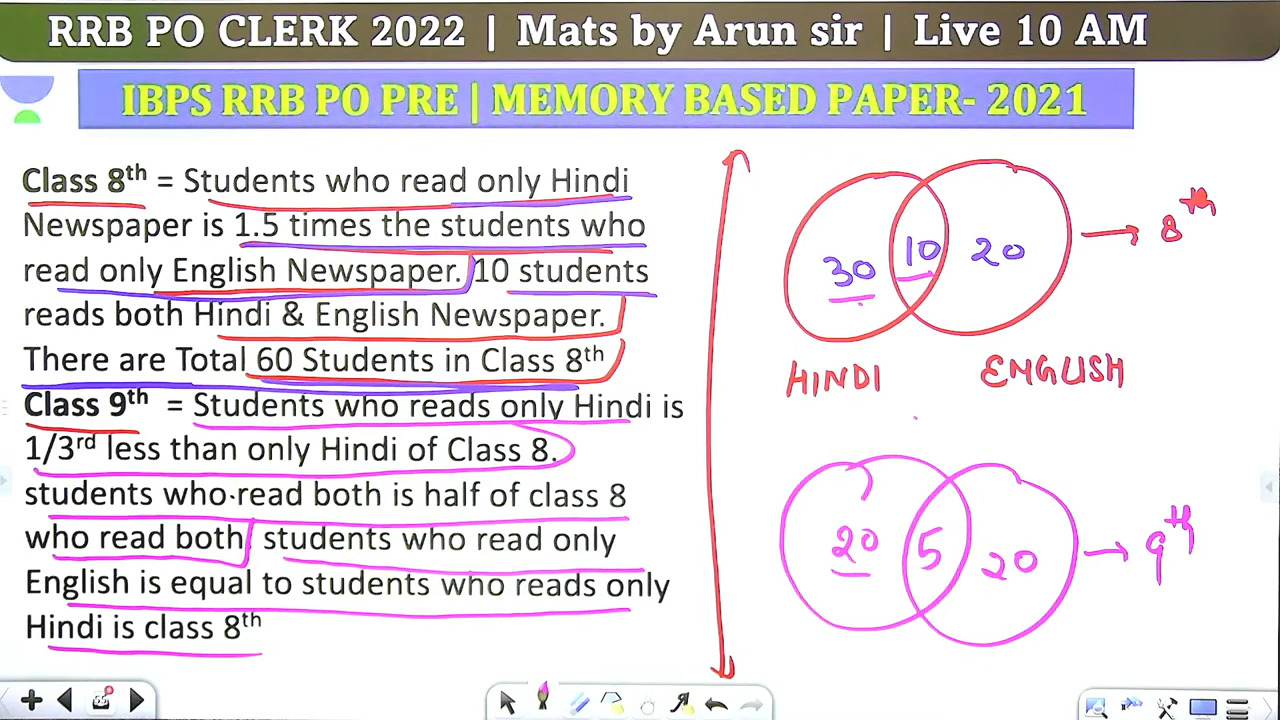 RRB PO CLERK 2022 | Mats by Arun sir | Live 10 AM
IBPS RRB PO PRE | MEMORY BASED PAPER- 2021
Class 8th = Students who read only Hindi
Newspaper is 1.5 times the students who
read only English Newspaper. 10 students
reads both Hindi & English Newspaper.
There are Total 60 Students in Class 8th
Class 9th = Students who reads only Hindi is
1/3rd less than only Hindi of Class 8.
students who read both is half of class 8
who read both students who read only
English is equal to students who reads only
Hindi is class 8th
30 10 20 → 8th
HINDI ENGLISH
20 5 20 → 9th